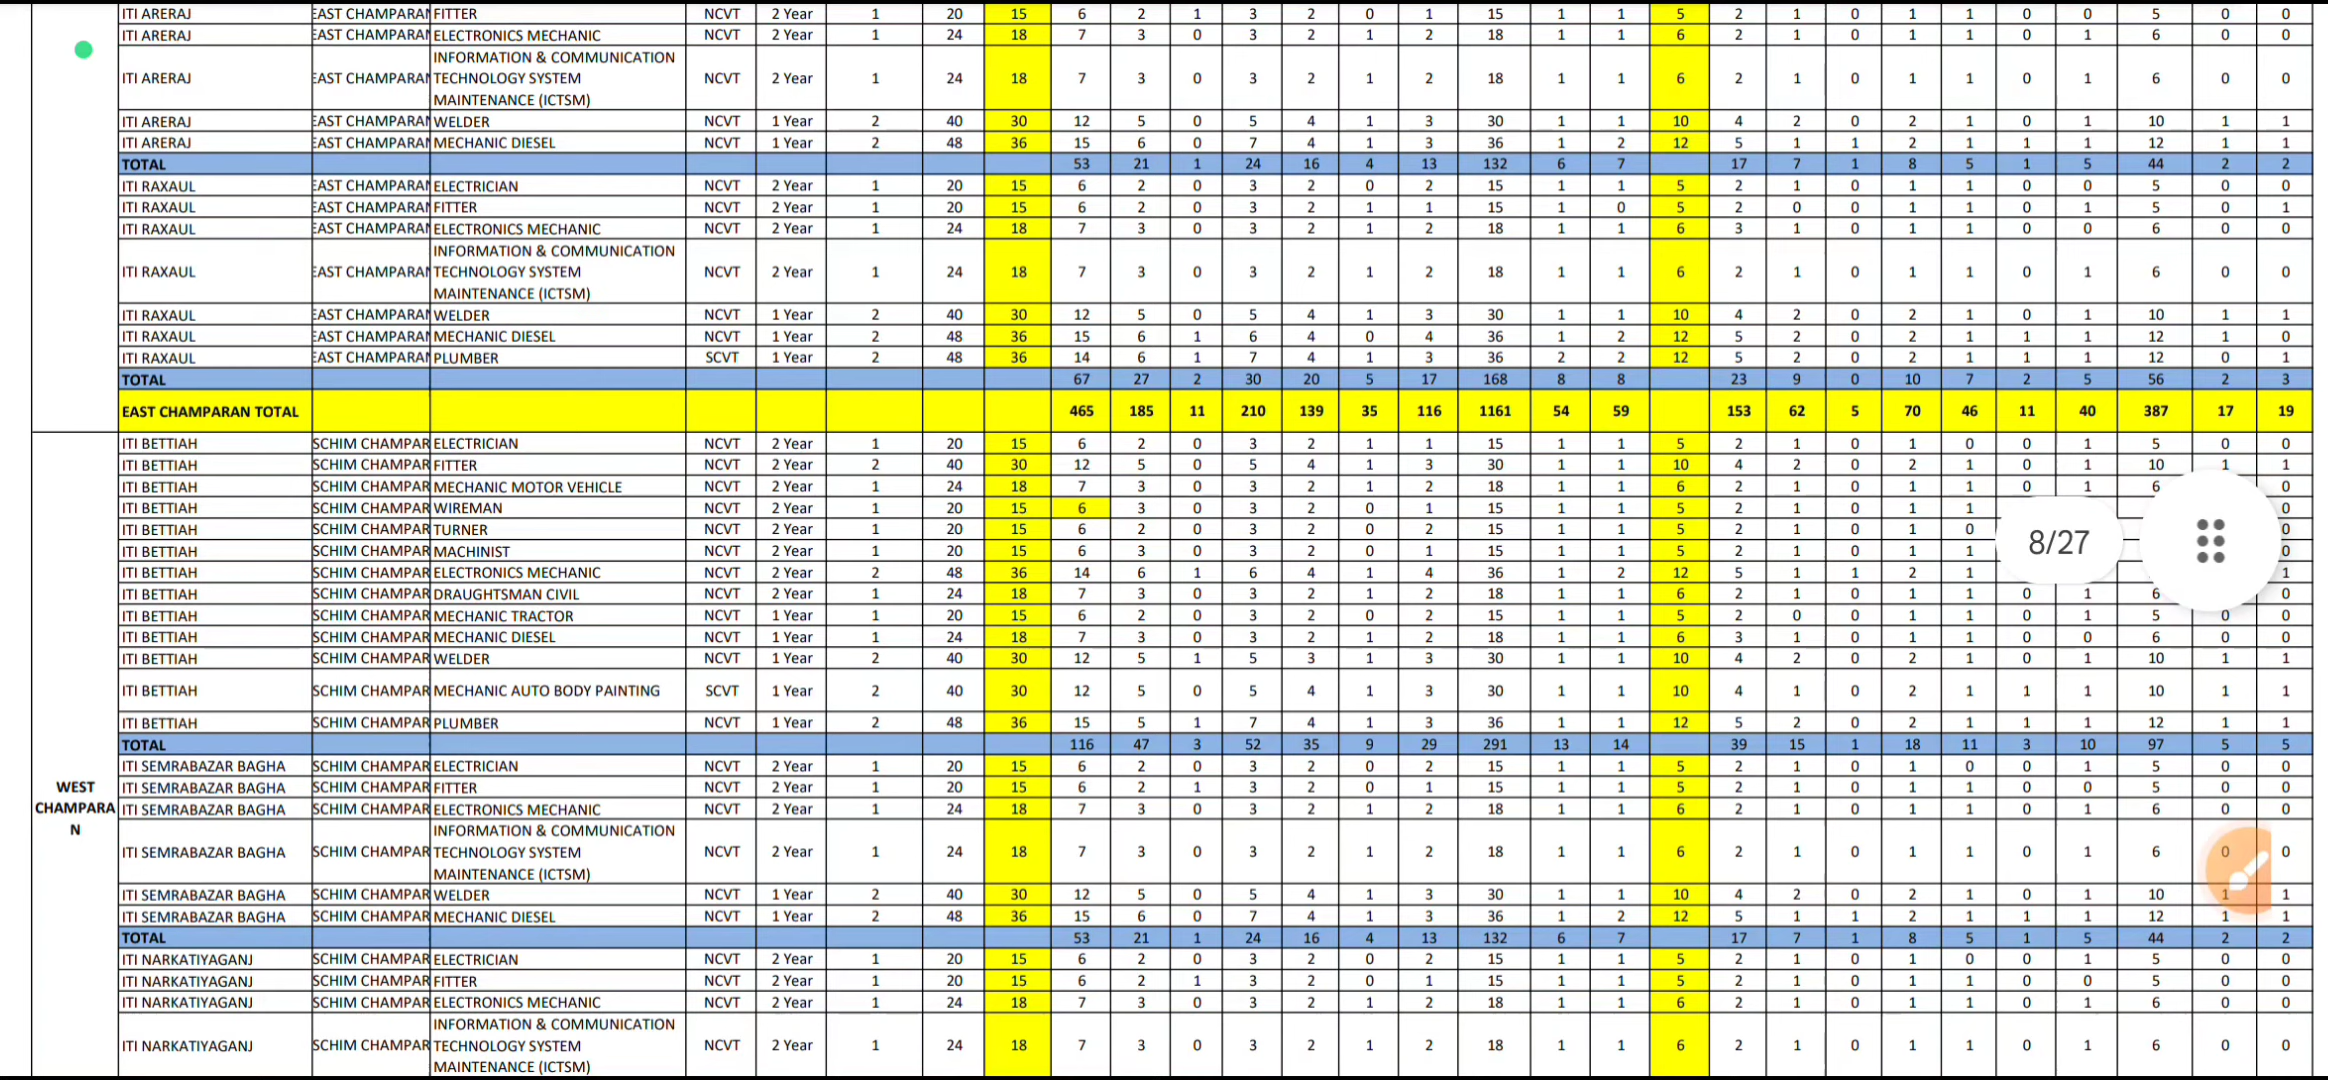 ITI ARERAJ EAST CHAMPARAN FITTER NCVT 2 Year 1 20 15 6 2 1 3 2 0 1 15 1 1 5 2 1 0 1 1 0 0 5 0 0
ITI ARERAJ EAST CHAMPARAN ELECTRONICS MECHANIC NCVT 2 Year 1 24 18 7 3 0 3 2 1 2 18 1 1 6 2 1 0 1 1 0 1 6 0 0
INFORMATION & COMMUNICATION
ITI ARERAJ EAST CHAMPARAN TECHNOLOGY SYSTEM NCVT 2 Year 1 24 18 7 3 0 3 2 1 2 18 1 1 6 2 1 0 1 1 0 1 6 0 0
MAINTENANCE (ICTSM)
ITI ARERAJ EAST CHAMPARAN WELDER NCVT 1 Year 2 40 30 12 5 0 5 4 1 3 30 1 1 10 4 2 0 2 1 0 1 10 1 1
ITI ARERAJ EAST CHAMPARAN MECHANIC DIESEL NCVT 1 Year 2 48 36 15 6 0 7 4 1 3 36 1 2 12 5 1 1 2 1 1 1 12 1 1
TOTAL 53 21 1 24 16 4 13 132 6 7 17 7 1 8 5 1 5 44 2 2
ITI RAXAUL EAST CHAMPARAN ELECTRICIAN NCVT 2 Year 1 20 15 6 2 0 3 2 0 2 15 1 1 5 2 1 0 1 1 0 0 5 0 0
ITI RAXAUL EAST CHAMPARAN FITTER NCVT 2 Year 1 20 15 6 2 0 3 2 1 1 15 1 0 5 2 0 0 1 1 0 1 5 0 1
ITI RAXAUL EAST CHAMPARAN ELECTRONICS MECHANIC NCVT 2 Year 1 24 18 7 3 0 3 2 1 2 18 1 1 6 3 1 0 1 1 0 0 6 0 0
INFORMATION & COMMUNICATION
ITI RAXAUL EAST CHAMPARAN TECHNOLOGY SYSTEM NCVT 2 Year 1 24 18 7 3 0 3 2 1 2 18 1 1 6 2 1 0 1 1 0 1 6 0 0
MAINTENANCE (ICTSM)
ITI RAXAUL EAST CHAMPARAN WELDER NCVT 1 Year 2 40 30 12 5 0 5 4 1 3 30 1 1 10 4 2 0 2 1 0 1 10 1 1
ITI RAXAUL EAST CHAMPARAN MECHANIC DIESEL NCVT 1 Year 2 48 36 15 6 1 6 4 0 4 36 1 2 12 5 2 0 2 1 1 1 12 1 0
ITI RAXAUL EAST CHAMPARAN PLUMBER SCVT 1 Year 2 48 36 14 6 1 7 4 1 3 36 2 2 12 5 2 0 2 1 1 1 12 0 1
TOTAL 67 27 2 30 20 5 17 168 8 8 23 9 0 10 7 2 5 56 2 3
EAST CHAMPARAN TOTAL 465 185 11 210 139 35 116 1161 54 59 153 62 5 70 46 11 40 387 17 19
ITI BETTIAH SCHIM CHAMPAR ELECTRICIAN NCVT 2 Year 1 20 15 6 2 0 3 2 1 1 15 1 1 5 2 1 0 1 0 0 1 5 0 0
ITI BETTIAH SCHIM CHAMPAR FITTER NCVT 2 Year 2 40 30 12 5 0 5 4 1 3 30 1 1 10 4 2 0 2 1 0 1 10 1 1
ITI BETTIAH SCHIM CHAMPAR MECHANIC MOTOR VEHICLE NCVT 2 Year 1 24 18 7 3 0 3 2 1 2 18 1 1 6 2 1 0 1 1 0 1 6 0
ITI BETTIAH SCHIM CHAMPAR WIREMAN NCVT 2 Year 1 20 15 6 3 0 3 2 0 1 15 1 1 5 2 1 0 1 1 0
ITI BETTIAH SCHIM CHAMPAR TURNER NCVT 2 Year 1 20 15 6 2 0 3 2 0 2 15 1 1 5 2 1 0 1 0 0
ITI BETTIAH SCHIM CHAMPAR MACHINIST NCVT 2 Year 1 20 15 6 3 0 3 2 0 1 15 1 1 5 2 1 0 1 1 0
8/27
ITI BETTIAH SCHIM CHAMPAR ELECTRONICS MECHANIC NCVT 2 Year 2 48 36 14 6 1 6 4 1 4 36 1 2 12 5 1 1 2 1 1
ITI BETTIAH SCHIM CHAMPAR DRAUGHTSMAN CIVIL NCVT 2 Year 1 24 18 7 3 0 3 2 1 2 18 1 1 6 2 1 0 1 1 0 1 6 0
ITI BETTIAH SCHIM CHAMPAR MECHANIC TRACTOR NCVT 1 Year 1 20 15 6 2 0 3 2 0 2 15 1 1 5 2 0 0 1 1 0 1 5 0 0
ITI BETTIAH SCHIM CHAMPAR MECHANIC DIESEL NCVT 1 Year 1 24 18 7 3 0 3 2 1 2 18 1 1 6 3 1 0 1 1 0 0 6 0 0
ITI BETTIAH SCHIM CHAMPAR WELDER NCVT 1 Year 2 40 30 12 5 1 5 3 1 3 30 1 1 10 4 2 0 2 1 0 1 10 1 1
ITI BETTIAH SCHIM CHAMPAR MECHANIC AUTO BODY PAINTING SCVT 1 Year 2 40 30 12 5 0 5 4 1 3 30 1 1 10 4 1 0 2 1 1 1 10 1 1
ITI BETTIAH SCHIM CHAMPAR PLUMBER NCVT 1 Year 2 48 36 15 5 1 7 4 1 3 36 1 1 12 5 2 0 2 1 1 1 12 1 1
TOTAL 116 47 3 52 35 9 29 291 13 14 39 15 1 18 11 3 10 97 5 5
ITI SEMRABAZAR BAGHA SCHIM CHAMPAR ELECTRICIAN NCVT 2 Year 1 20 15 6 2 0 3 2 0 2 15 1 1 5 2 1 0 1 0 0 1 5 0 0
WEST
CHAMPARA
N
ITI SEMRABAZAR BAGHA SCHIM CHAMPAR FITTER NCVT 2 Year 1 20 15 6 2 1 3 2 0 1 15 1 1 5 2 1 0 1 1 0 0 5 0 0
ITI SEMRABAZAR BAGHA SCHIM CHAMPAR ELECTRONICS MECHANIC NCVT 2 Year 1 24 18 7 3 0 3 2 1 2 18 1 1 6 2 1 0 1 1 0 1 6 0 0
INFORMATION & COMMUNICATION
ITI SEMRABAZAR BAGHA SCHIM CHAMPAR TECHNOLOGY SYSTEM NCVT 2 Year 1 24 18 7 3 0 3 2 1 2 18 1 1 6 2 1 0 1 1 0 1 6 0 0
MAINTENANCE (ICTSM)
ITI SEMRABAZAR BAGHA SCHIM CHAMPAR WELDER NCVT 1 Year 2 40 30 12 5 0 5 4 1 3 30 1 1 10 4 2 0 2 1 0 1 10 1 1
ITI SEMRABAZAR BAGHA SCHIM CHAMPAR MECHANIC DIESEL NCVT 1 Year 2 48 36 15 6 0 7 4 1 3 36 1 2 12 5 1 1 2 1 1 1 12 1 1
TOTAL 53 21 1 24 16 4 13 132 6 7 17 7 1 8 5 1 5 44 2 2
ITI NARKATIYAGANJ SCHIM CHAMPAR ELECTRICIAN NCVT 2 Year 1 20 15 6 2 0 3 2 0 2 15 1 1 5 2 1 0 1 0 0 1 5 0 0
ITI NARKATIYAGANJ SCHIM CHAMPAR FITTER NCVT 2 Year 1 20 15 6 2 1 3 2 0 1 15 1 1 5 2 1 0 1 1 0 0 5 0 0
ITI NARKATIYAGANJ SCHIM CHAMPAR ELECTRONICS MECHANIC NCVT 2 Year 1 24 18 7 3 0 3 2 1 2 18 1 1 6 2 1 0 1 1 0 1 6 0 0
INFORMATION & COMMUNICATION
ITI NARKATIYAGANJ SCHIM CHAMPAR TECHNOLOGY SYSTEM NCVT 2 Year 1 24 18 7 3 0 3 2 1 2 18 1 1 6 2 1 0 1 1 0 1 6 0 0
MAINTENANCE (ICTSM)